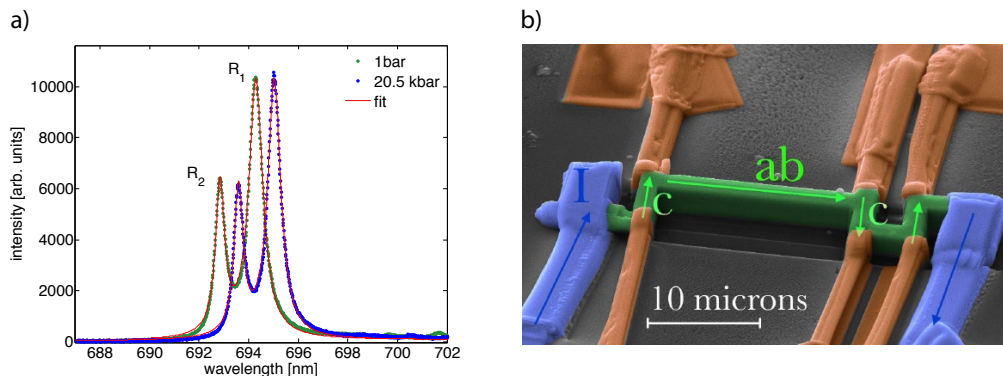 a)
intensity [arb. units]
10000
8000
6000
4000
2000
0
R2
R1
1bar
20.5 kbar
fit
688 690 692 694 696 698 700 702
wavelength [nm]
b)
I
ab
c
c
10 microns